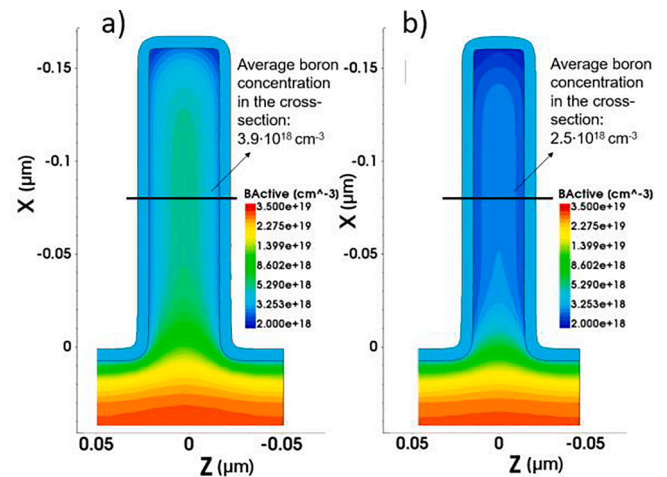 a)
Average boron
concentration
in the cross-
section:
3.9·10¹⁸ cm⁻³
BActive (cm^-3)
3.500e+19
2.275e+19
1.399e+19
8.602e+18
5.290e+18
3.253e+18
2.000e+18
-0.15
-0.1
-0.05
0
X (µm)
0.05 0 -0.05
Z (µm)
b)
Average boron
concentration
in the cross-
section:
2.5·10¹⁸ cm⁻³
BActive (cm^-3)
3.500e+19
2.275e+19
1.399e+19
8.602e+18
5.290e+18
3.253e+18
2.000e+18
-0.15
-0.1
-0.05
0
X (µm)
0.05 0 -0.05
Z (µm)